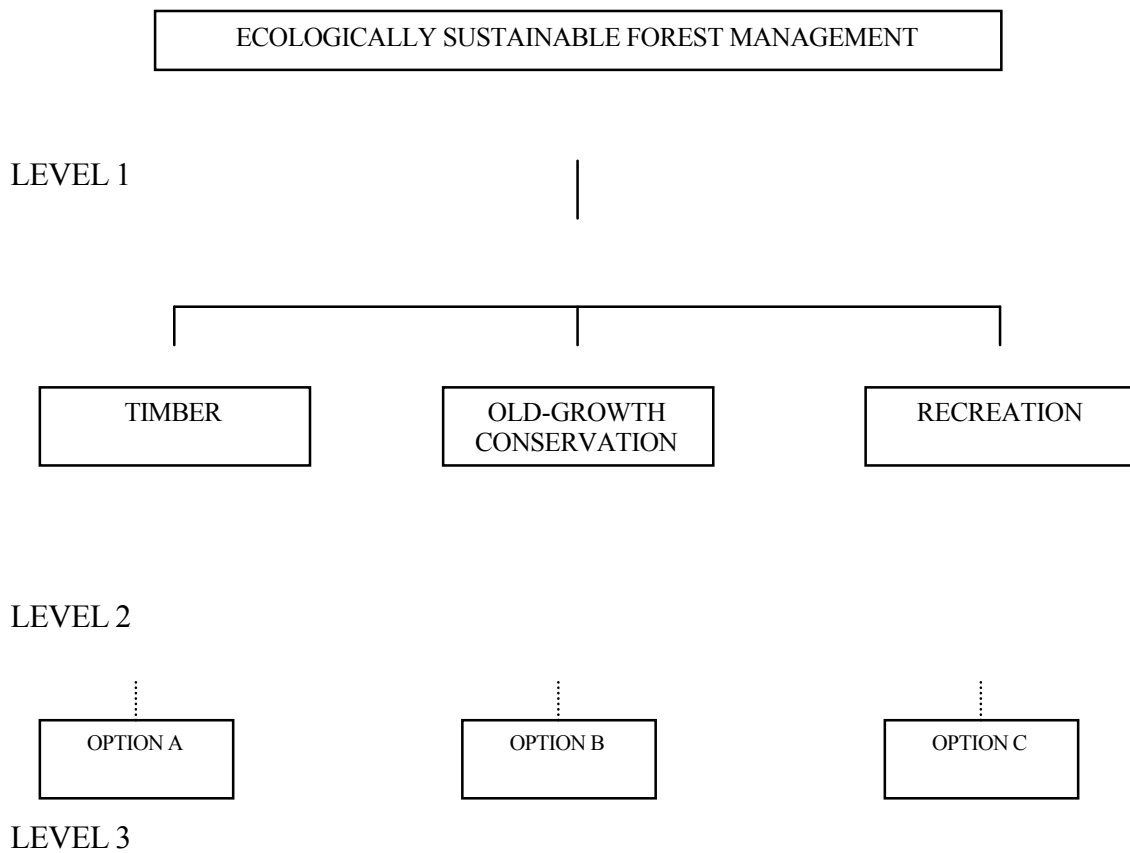 ECOLOGICALLY SUSTAINABLE FOREST MANAGEMENT
LEVEL 1
TIMBER
OLD-GROWTH
CONSERVATION
RECREATION
LEVEL 2
OPTION A
OPTION B
OPTION C
LEVEL 3